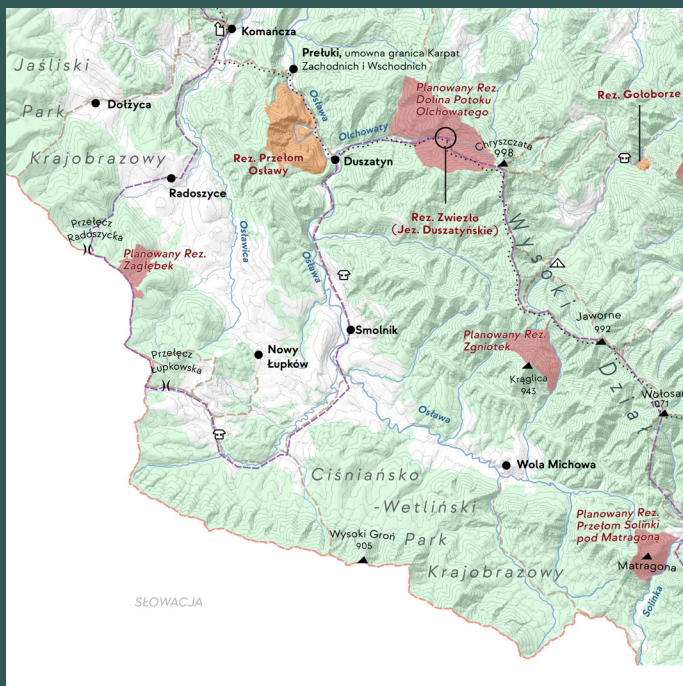 Komańcza
Prełuki, umowna granica Karpat
Zachodnich i Wschodnich
Jaśliski
Park
Krajobrazowy
Dołżyca
Osława
Planowany Rez.
Dolina Potoku
Olchowatego
Rez. Gołoborze
Olchowaty
Rez. Przełom
Osławy
Duszatyn
Chryszczata
998
Radoszyce
Rez. Zwiezło
(Jez. Duszatyńskie)
Przełęcz
Radoszycka
Planowany Rez.
Zagłębek
Osławica
Osława
Wysoki Dział
Smolnik
Jaworne
992
Planowany Rez.
Zgniotek
Przełęcz
Łupkowska
Nowy
Łupków
Krąglica
943
Wołosań
1071
Osława
Wola Michowa
Ciśniańsko
-Wetliński
Park
Krajobrazowy
Wysoki Groń
905
Planowany Rez.
Przełom Solinki
pod Matragoną
Matragona
Solinka
SŁOWACJA